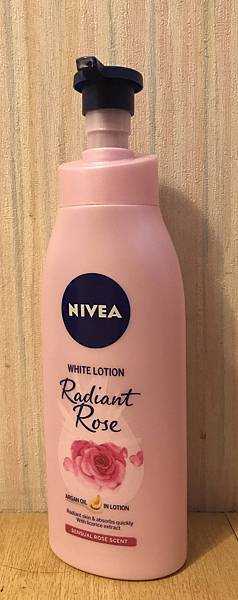 NIVEA
WHITE LOTION
Radiant
Rose
ARGAN OIL IN LOTION
Radiant skin & absorbs quickly
With licorice extract
SENSUAL ROSE SCENT